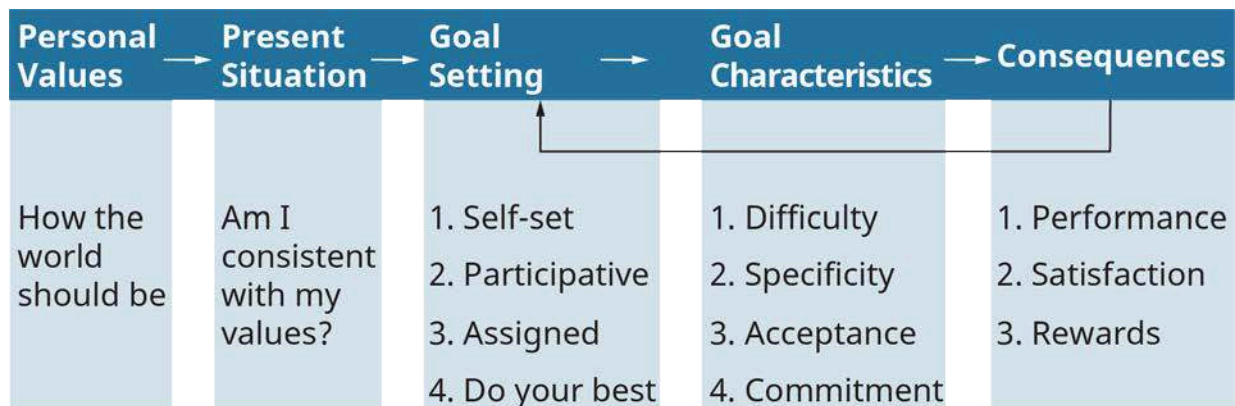 Personal
Values
Present
Situation
Goal
Setting
Goal
Characteristics
Consequences
How the
world
should be
Am I
consistent
with my
values?
1. Self-set
2. Participative
3. Assigned
4. Do your best
1. Difficulty
2. Specificity
3. Acceptance
4. Commitment
1. Performance
2. Satisfaction
3. Rewards